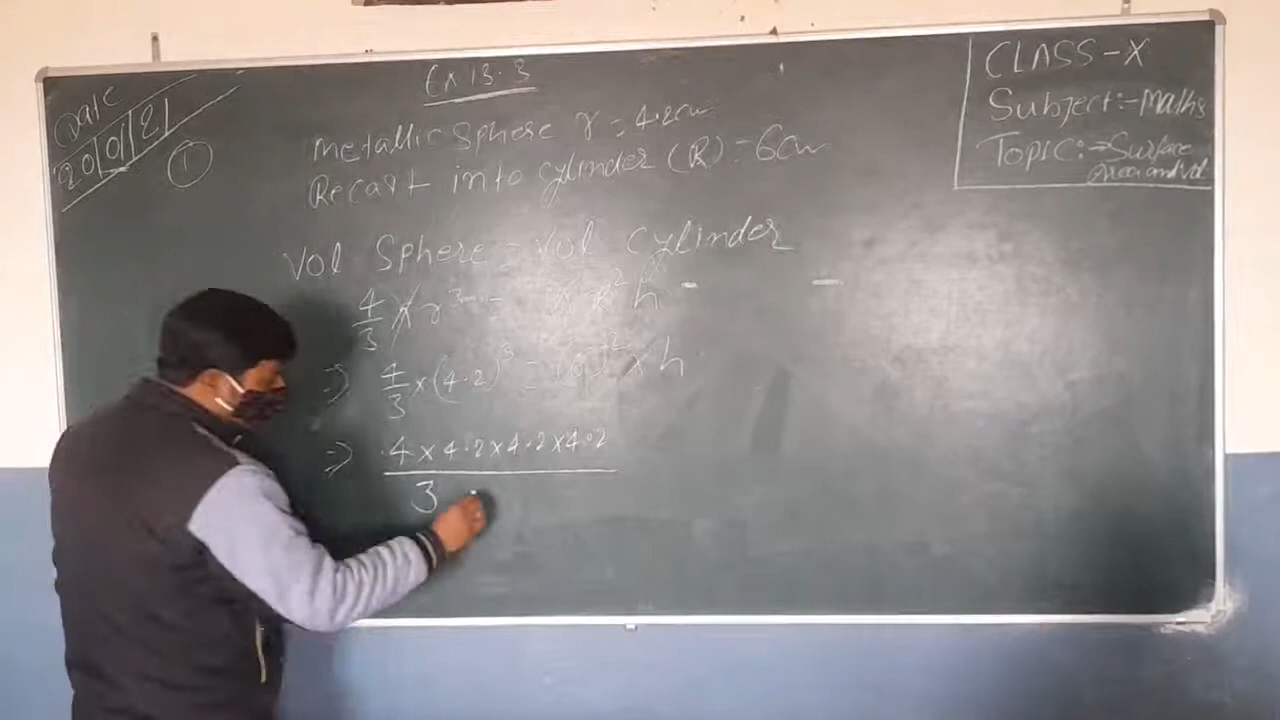 Date
20/01/21
①
Ex 13.3
CLASS-X
Subject:-Maths
Topic:-Surface
Area and Vol
Metallic Sphere r = 4.2cm
Recast into cylinder (R) = 6cm
Vol Sphere = Vol Cylinder
4/3 π r³ = π R² h
⇒ 4/3 × (4.2)³ = (6)² × h
⇒ 4 × 4.2 × 4.2 × 4.2
3